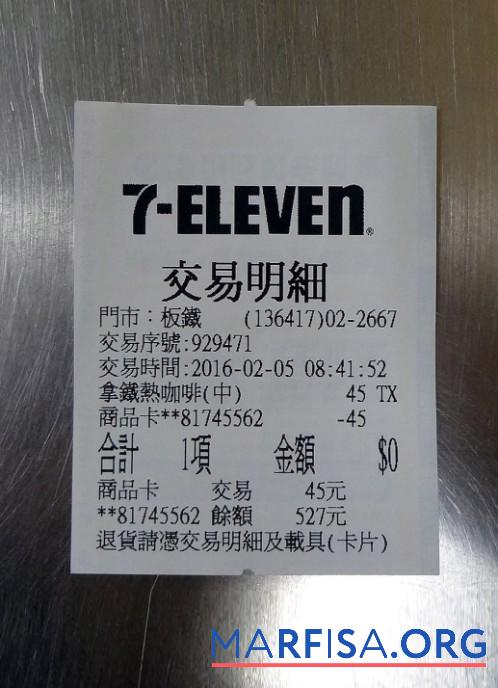 7-ELEVEN®
交易明細
門市：板鐵 (136417)02-2667
交易序號:929471
交易時間:2016-02-05 08:41:52
拿鐵熱咖啡(中) 45 TX
商品卡**81745562 -45
合計 1項 金額 $0
商品卡 交易 45元
**81745562 餘額 527元
退貨請憑交易明細及載具(卡片)
MARFISA.ORG